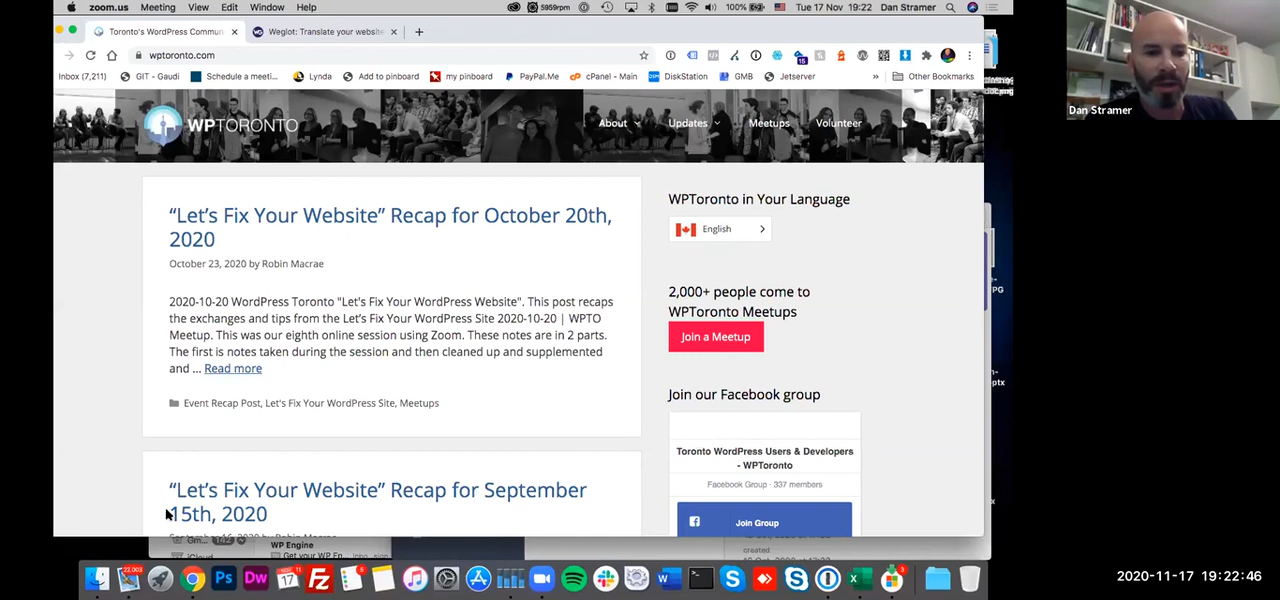 zoom.us Meeting View Edit Window Help 5959rpm 100% Tue 17 Nov 19:22 Dan Stramer
Toronto's WordPress Commun Weglot: Translate your website
wptoronto.com
15
Inbox (7,211) GIT - Gaudi Schedule a meeti... Lynda Add to pinboard my pinboard PayPal.Me cPanel - Main DiskStation GMB Jetserver » Other Bookmarks
Dan Stramer
WPTORONTO
About Updates Meetups Volunteer
“Let’s Fix Your Website” Recap for October 20th,
2020
October 23, 2020 by Robin Macrae
2020-10-20 WordPress Toronto "Let's Fix Your WordPress Website". This post recaps
the exchanges and tips from the Let’s Fix Your WordPress Site 2020-10-20 | WPTO
Meetup. This was our eighth online session using Zoom. These notes are in 2 parts.
The first is notes taken during the session and then cleaned up and supplemented
and ... Read more
Event Recap Post, Let's Fix Your WordPress Site, Meetups
“Let’s Fix Your Website” Recap for September
15th, 2020
WPToronto in Your Language
English
2,000+ people come to
WPToronto Meetups
Join a Meetup
Join our Facebook group
Toronto WordPress Users & Developers
- WPToronto
Facebook Group · 337 members
Join Group
WP Engine
created
2020-11-17 19:22:46